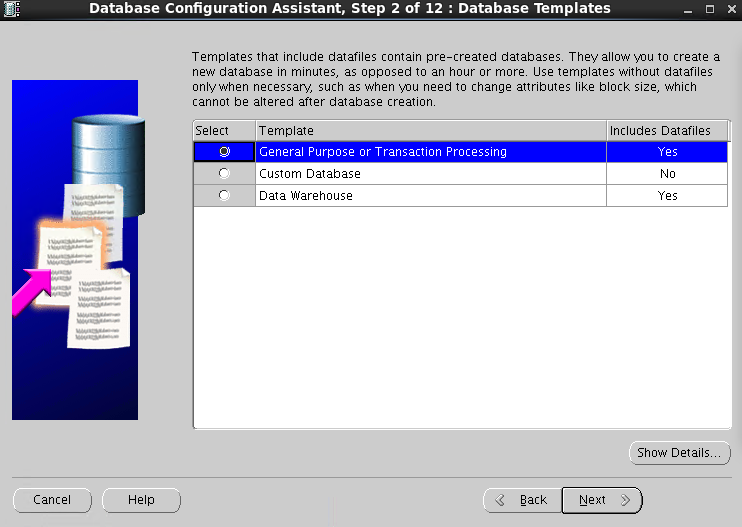 Database Configuration Assistant, Step 2 of 12 : Database Templates
Templates that include datafiles contain pre-created databases. They allow you to create a
new database in minutes, as opposed to an hour or more. Use templates without datafiles
only when necessary, such as when you need to change attributes like block size, which
cannot be altered after database creation.
Select Template Includes Datafiles
General Purpose or Transaction Processing Yes
Custom Database No
Data Warehouse Yes
Show Details...
Cancel Help Back Next